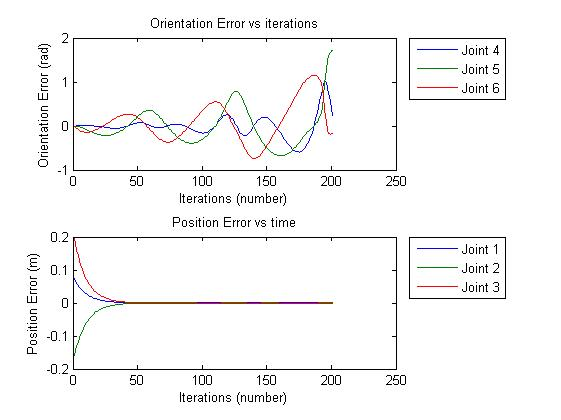 Orientation Error vs iterations
Orientation Error (rad)
2
1
0
-1
0
50
100
150
200
250
Iterations (number)
Joint 4
Joint 5
Joint 6
Position Error vs time
Position Error (m)
0.2
0.1
0
-0.1
-0.2
0
50
100
150
200
250
Iterations (number)
Joint 1
Joint 2
Joint 3